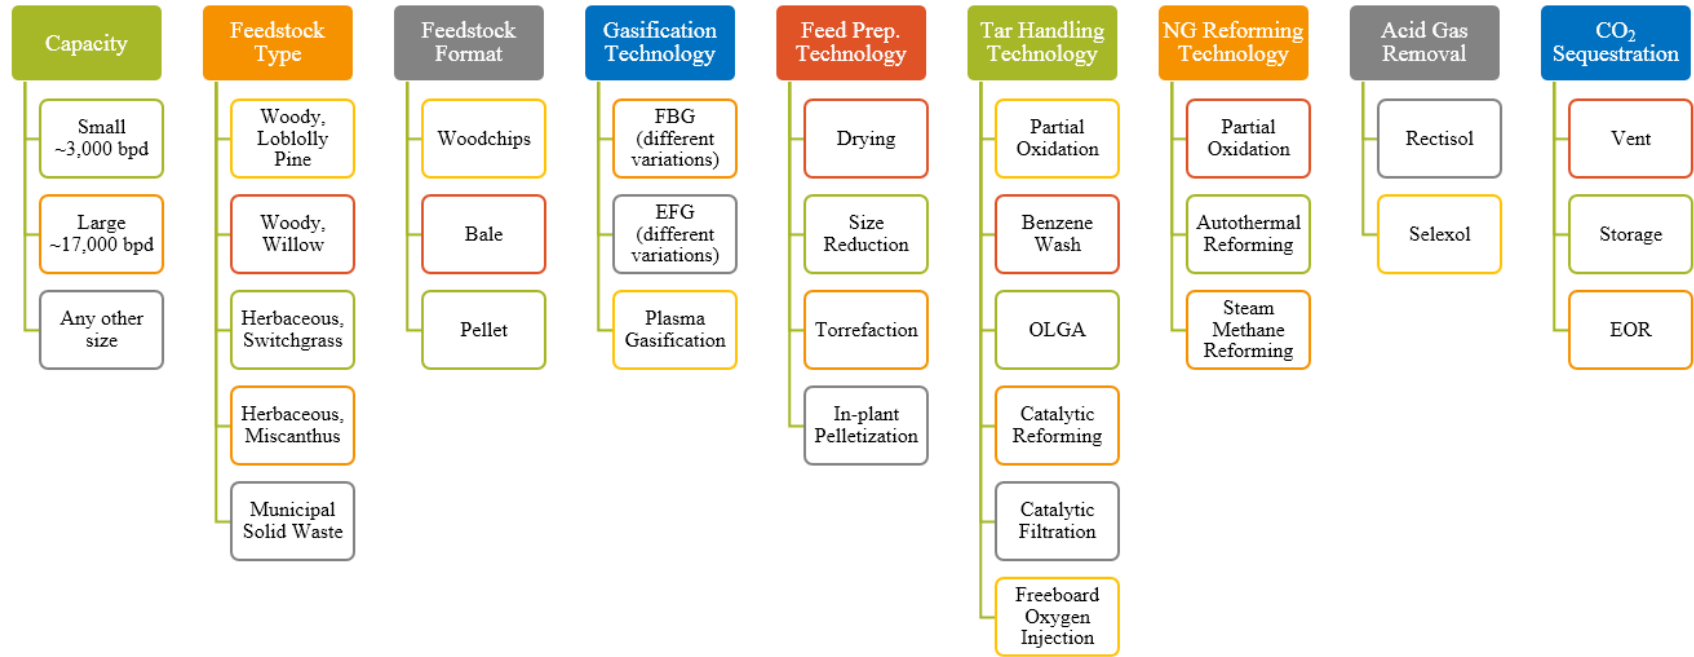 Capacity
Small
~3,000 bpd
Large
~17,000 bpd
Any other
size
Feedstock
Type
Woody,
Loblolly
Pine
Woody,
Willow
Herbaceous,
Switchgrass
Herbaceous,
Miscanthus
Municipal
Solid Waste
Feedstock
Format
Woodchips
Bale
Pellet
Gasification
Technology
FBG
(different
variations)
EFG
(different
variations)
Plasma
Gasification
Feed Prep.
Technology
Drying
Size
Reduction
Torrefaction
In-plant
Pelletization
Tar Handling
Technology
Partial
Oxidation
Benzene
Wash
OLGA
Catalytic
Reforming
Catalytic
Filtration
Freeboard
Oxygen
Injection
NG Reforming
Technology
Partial
Oxidation
Autothermal
Reforming
Steam
Methane
Reforming
Acid Gas
Removal
Rectisol
Selexol
CO₂
Sequestration
Vent
Storage
EOR